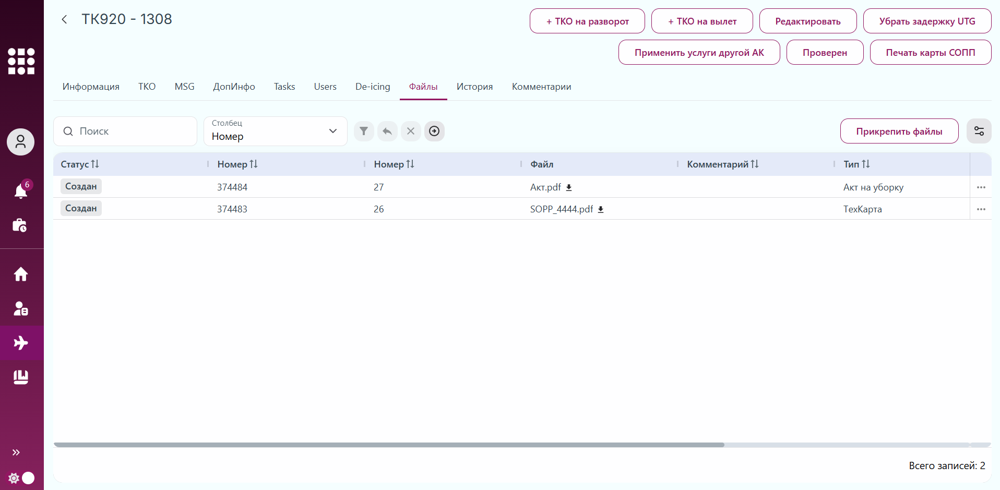 ТК920 - 1308
+ ТКО на разворот
+ ТКО на вылет
Редактировать
Убрать задержку UTG
Применить услуги другой АК
Проверен
Печать карты СОПП
Информация
ТКО
MSG
ДопИнфо
Tasks
Users
De-icing
Файлы
История
Комментарии
6
Поиск
Столбец
Номер
Прикрепить файлы
Статус Номер Номер Файл Комментарий Тип
Создан 374484 27 Акт.pdf Акт на уборку
Создан 374483 26 SOPP_4444.pdf ТехКарта
Всего записей: 2